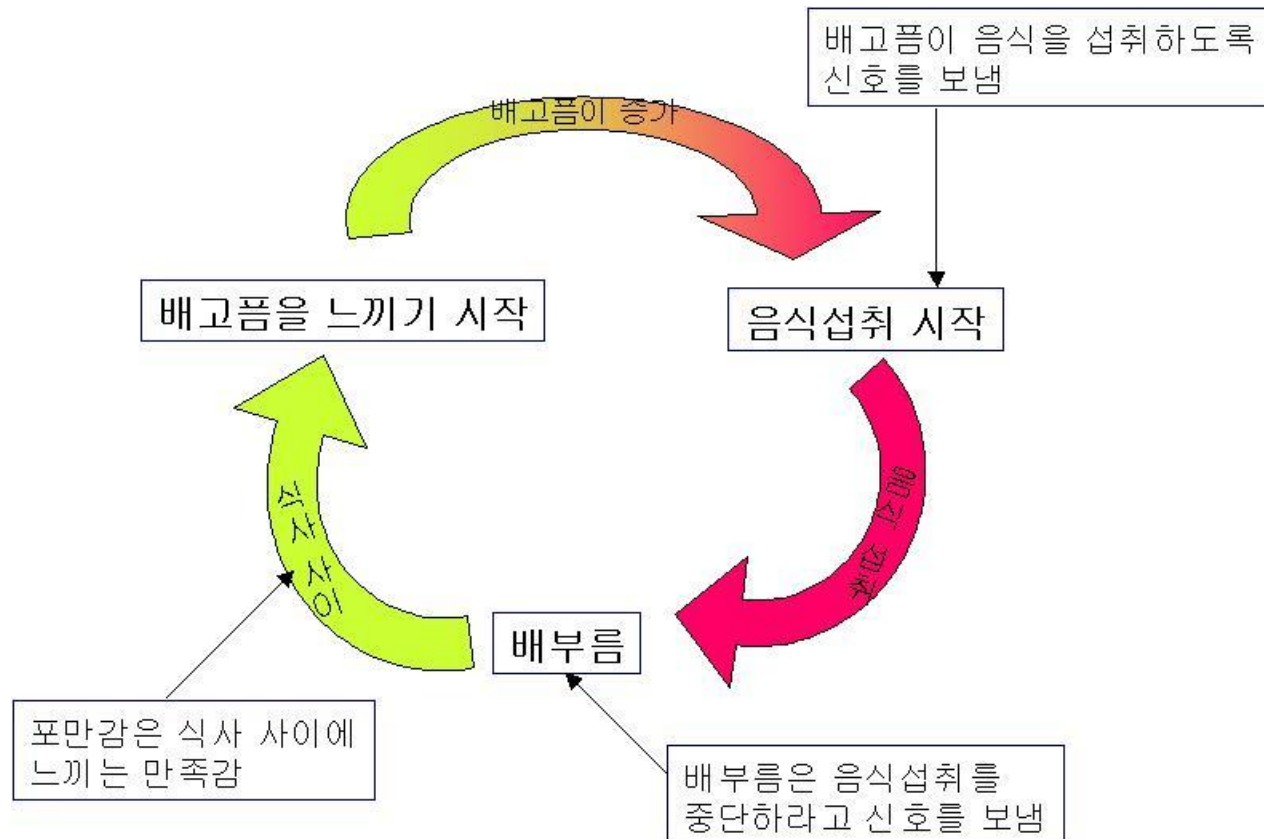 배고픔이 음식을 섭취하도록
신호를 보냄
배고픔이 증가
배고픔을 느끼기 시작
음식섭취 시작
음식 섭취
식사 사이
배부름
포만감은 식사 사이에
느끼는 만족감
배부름은 음식섭취를
중단하라고 신호를 보냄